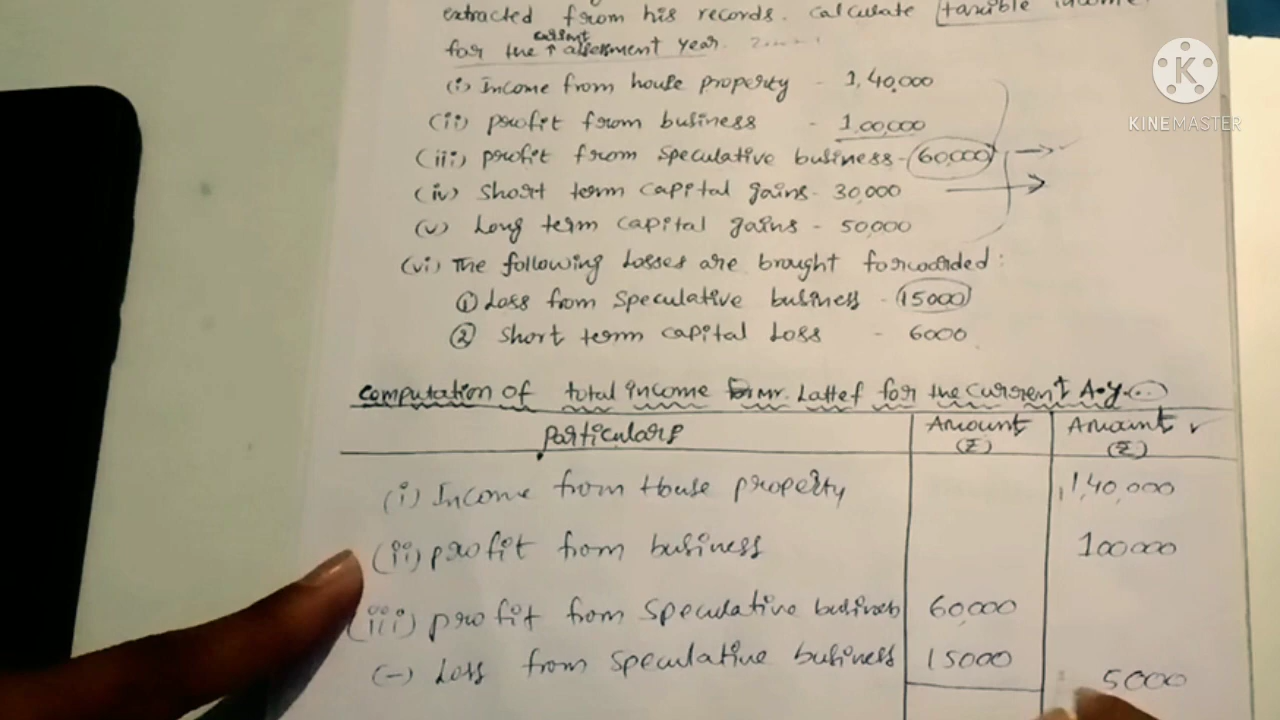 extracted from his records. Calculate taxable income
for the current assessment year.
(i) Income from house property - 1,40,000
(ii) profit from business - 1,00,000
(iii) profit from speculative business - 60,000
(iv) short term capital gains - 30,000
(v) Long term capital gains - 50,000
(vi) The following Losses are brought forwarded:
① Loss from speculative business - 15000
② short term capital Loss - 6000
Computation of total income for Mr. Lattef for the current A.y...
Particulars Amount (₹) Amount (₹)
(i) Income from House property 1,40,000
(ii) profit from business 100000
(iii) profit from speculative business 60,000
(-) Loss from speculative business 15000
5000
K
KINEMASTER